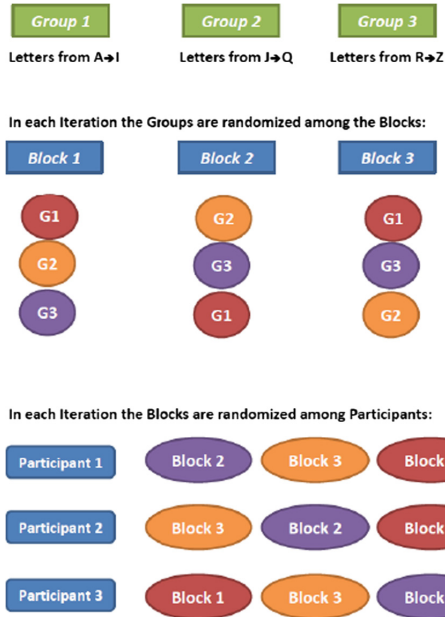 Group 1 Group 2 Group 3
Letters from A→I Letters from J→Q Letters from R→Z
In each Iteration the Groups are randomized among the Blocks:
Block 1 Block 2 Block 3
G1 G2 G1
G2 G3 G3
G3 G1 G2
In each Iteration the Blocks are randomized among Participants:
Participant 1 Block 2 Block 3 Block
Participant 2 Block 3 Block 2 Block
Participant 3 Block 1 Block 3 Block